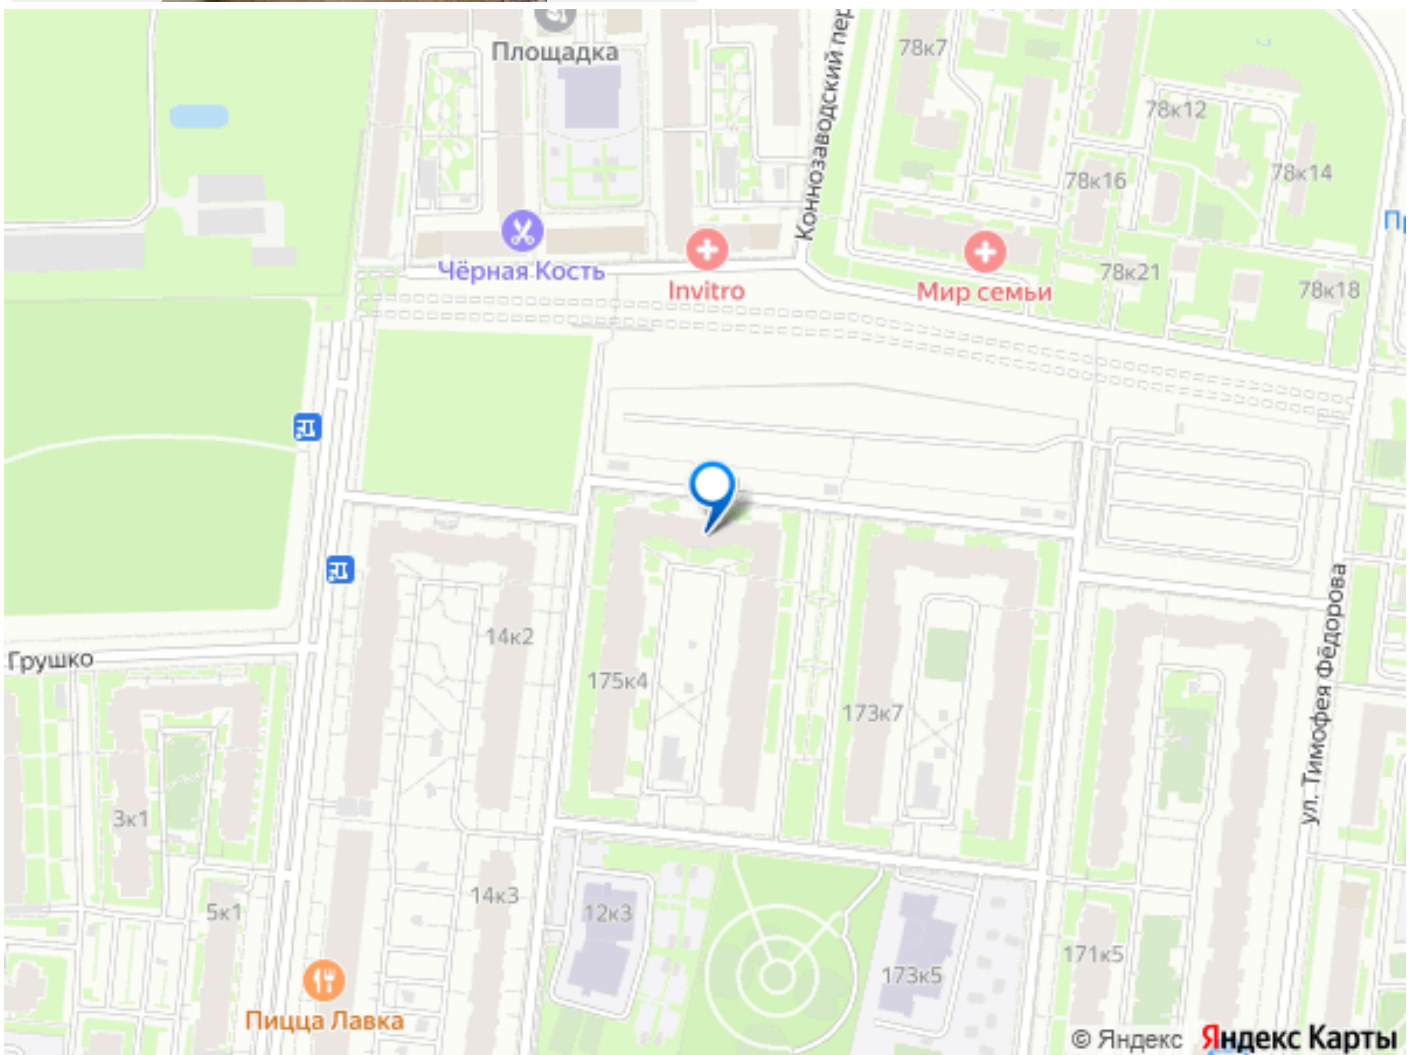 Площадка
78к7
Коннозаводский пер
78к12
78к14
78к16
Чёрная Кость
Invitro
Мир семьи
78к21
78к18
14к2
Грушко
175к4
173к7
ул. Тимофея Фёдорова
3к1
5к1
14к3
12к3
171к5
173к5
Пицца Лавка
© Яндекс Яндекс Карты